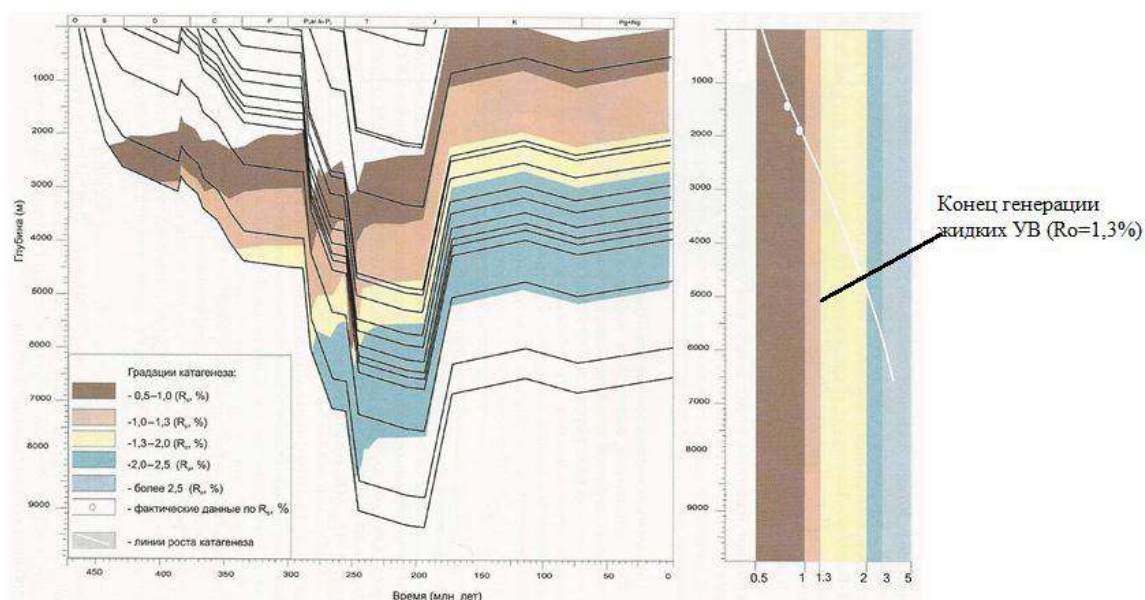 O S D C P T J K Pg+Ng
Глубина (м)
1000
2000
3000
4000
5000
6000
7000
8000
9000
Градации катагенеза:
- 0,5–1,0 (Rₒ, %)
-1,0–1,3 (Rₒ, %)
-1,3–2,0 (Rₒ, %)
-2,0–2,5 (Rₒ, %)
- более 2,5 (Rₒ, %)
- фактические данные по Rₒ, %
- линии роста катагенеза
450 400 350 300 250 200 150 100 50 0
Время (млн. лет)
1000
2000
3000
4000
5000
6000
7000
8000
9000
0.5 1 1.3 2 3 5
Конец генерации
жидких УВ (Ro=1,3%)